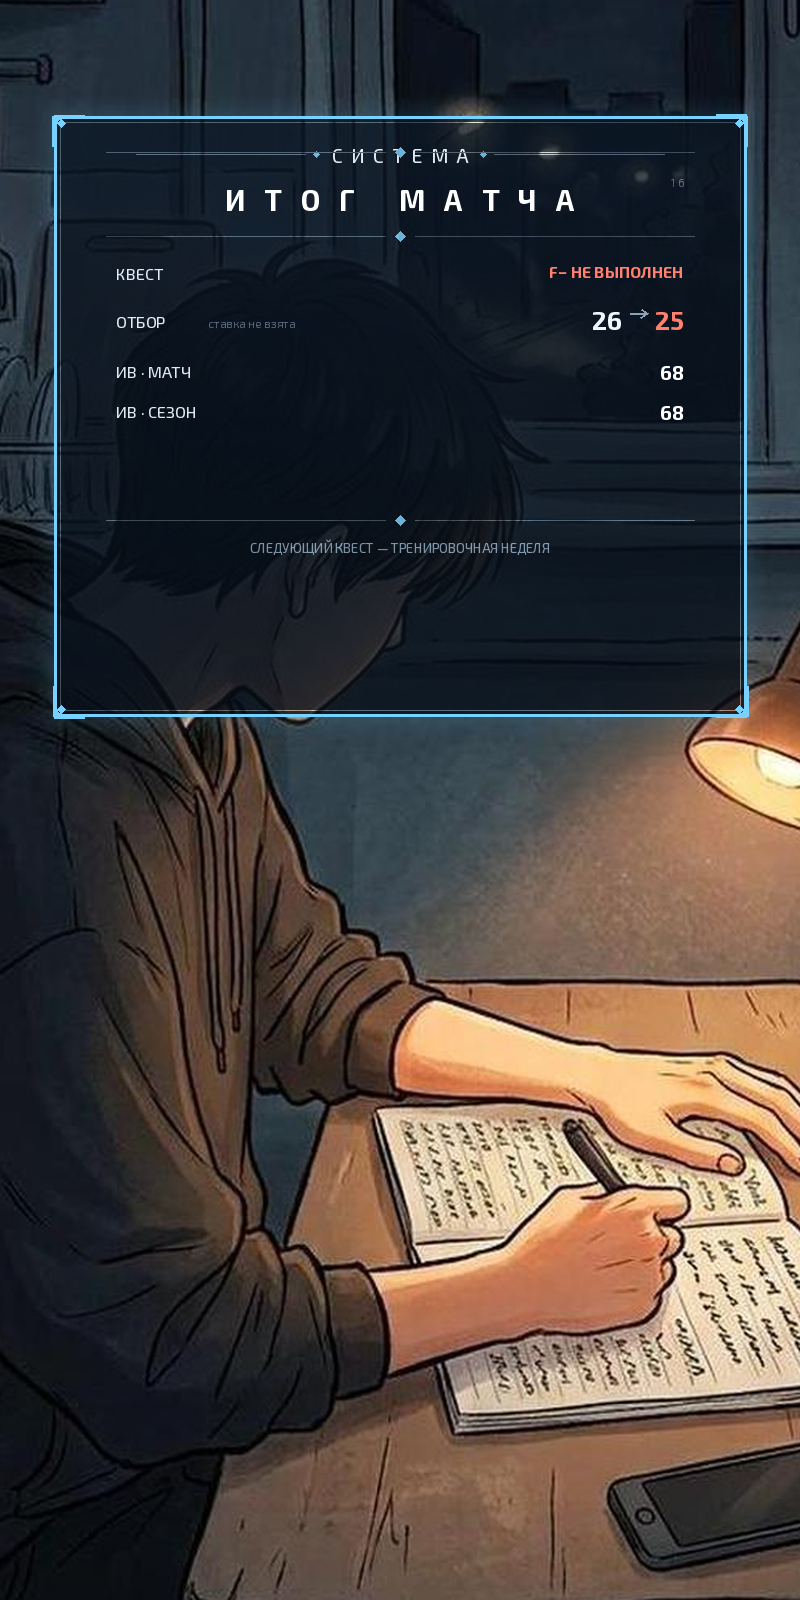 СИСТЕМА
16
ИТОГ МАТЧА
КВЕСТ F– НЕ ВЫПОЛНЕН
ОТБОР ставка не взята 26 → 25
ИВ · МАТЧ 68
ИВ · СЕЗОН 68
СЛЕДУЮЩИЙ КВЕСТ — ТРЕНИРОВОЧНАЯ НЕДЕЛЯ